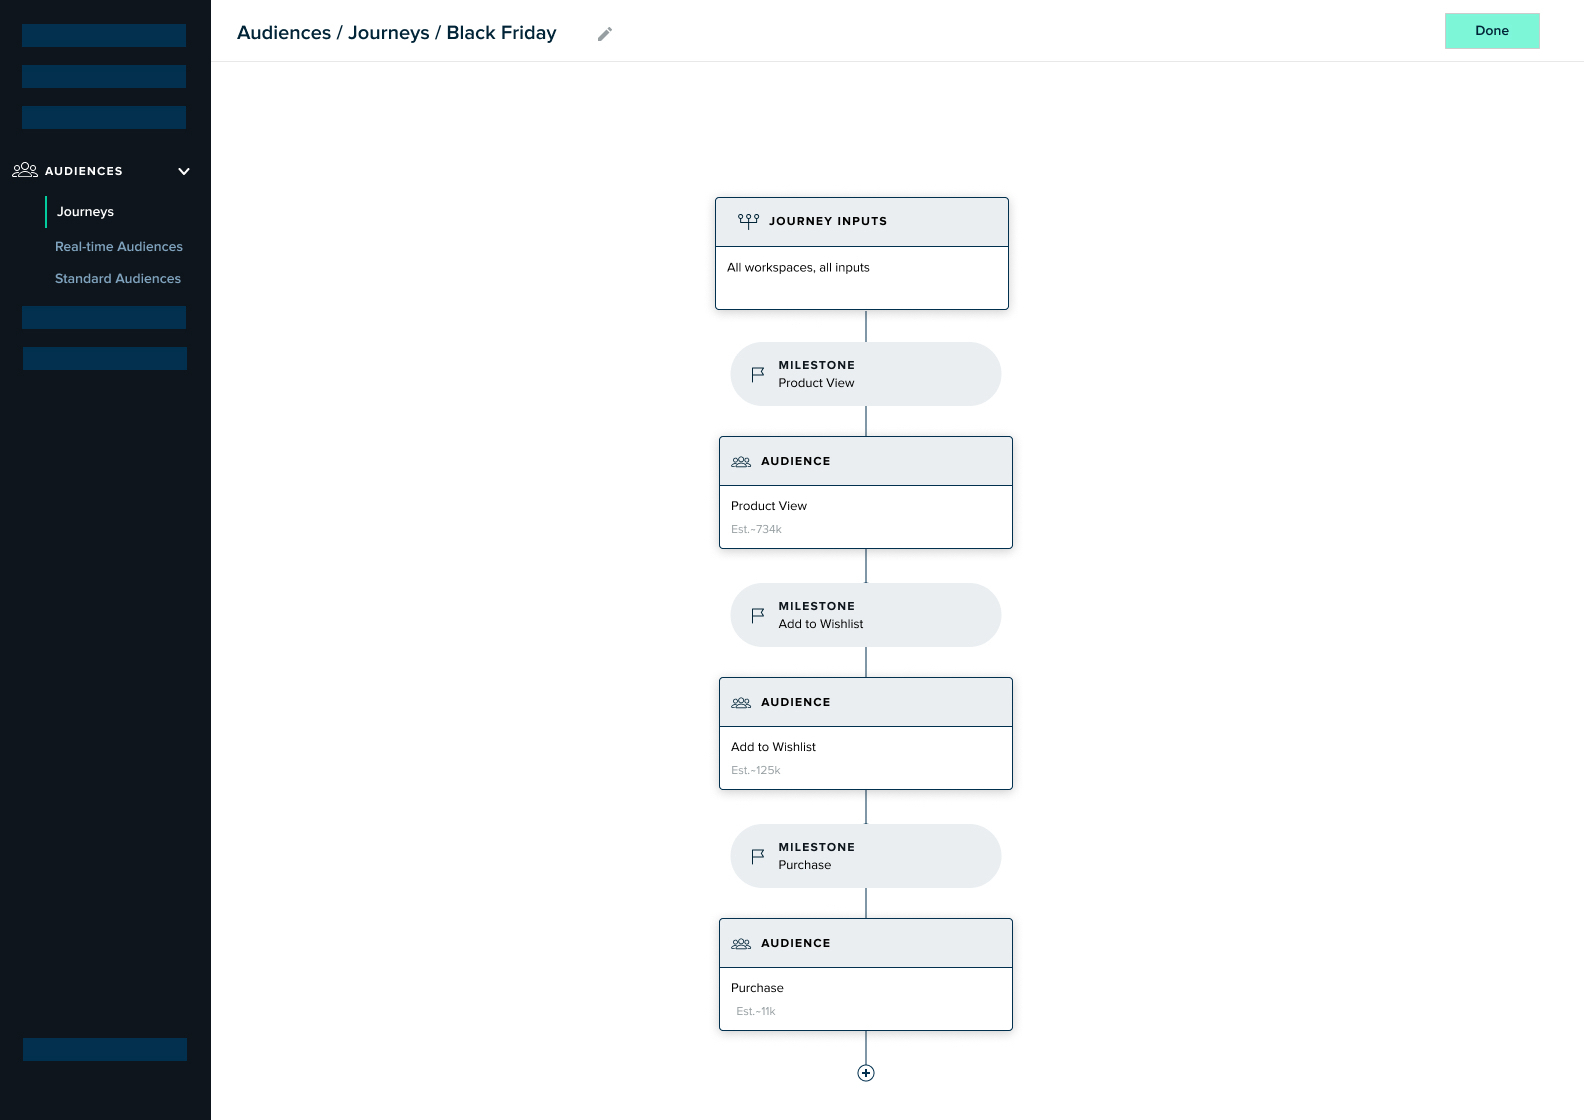 Audiences / Journeys / Black Friday
Done
AUDIENCES
Journeys
Real-time Audiences
Standard Audiences
JOURNEY INPUTS
All workspaces, all inputs
MILESTONE
Product View
AUDIENCE
Product View
Est.~734k
MILESTONE
Add to Wishlist
AUDIENCE
Add to Wishlist
Est.~125k
MILESTONE
Purchase
AUDIENCE
Purchase
Est.~11k